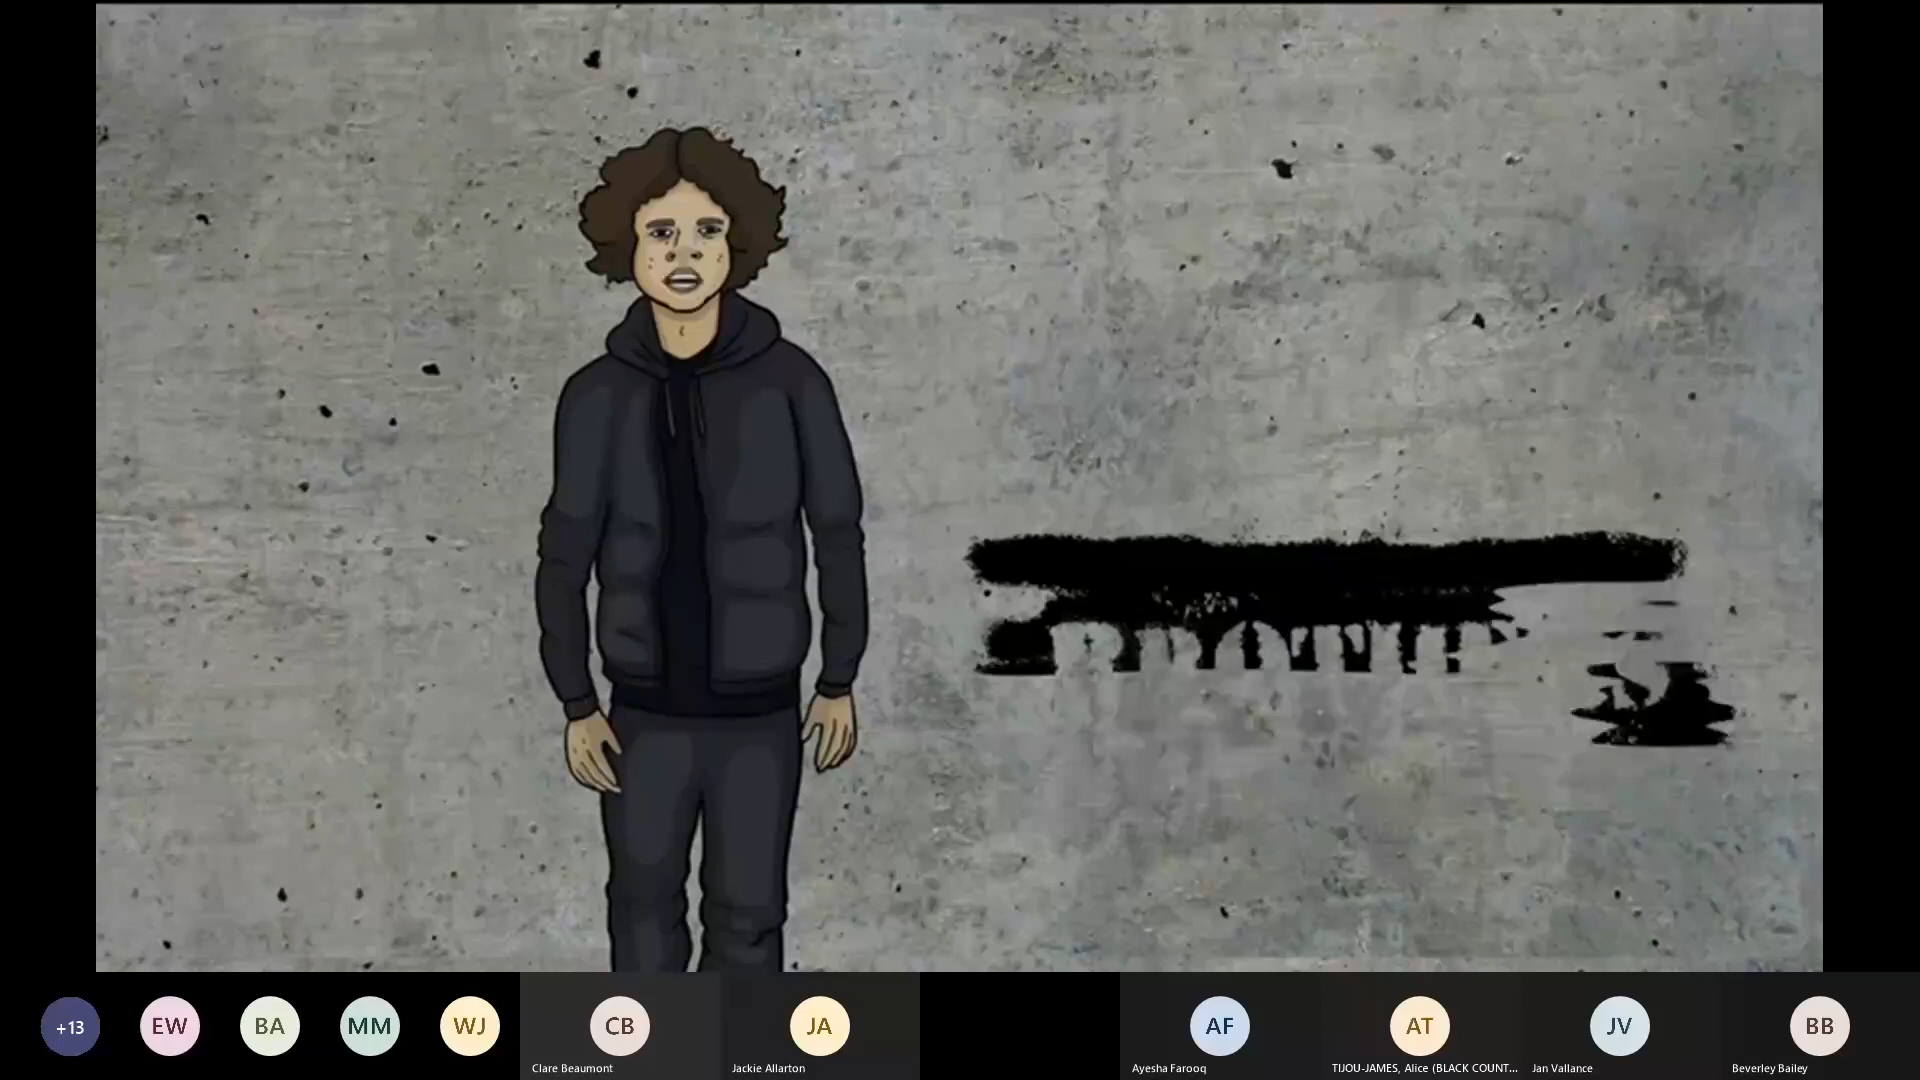 +13
EW
BA
MM
WJ
CB
JA
AF
AT
JV
BB
Clare Beaumont
Jackie Allarton
Ayesha Farooq
TIJOU-JAMES, Alice (BLACK COUNT...
Jan Vallance
Beverley Bailey